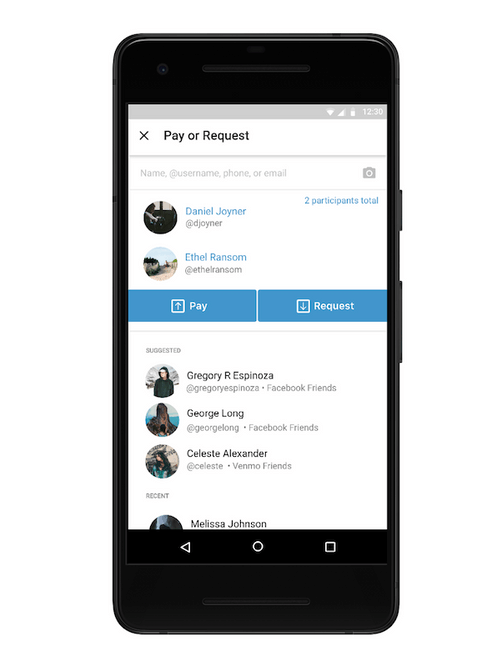 12:30
Pay or Request
Name, @username, phone, or email
2 participants total
Daniel Joyner
@djoyner
Ethel Ransom
@ethelransom
Pay
Request
SUGGESTED
Gregory R Espinoza
@gregoryespinoza • Facebook Friends
George Long
@georgelong • Facebook Friends
Celeste Alexander
@celeste • Venmo Friends
RECENT
Melissa Johnson